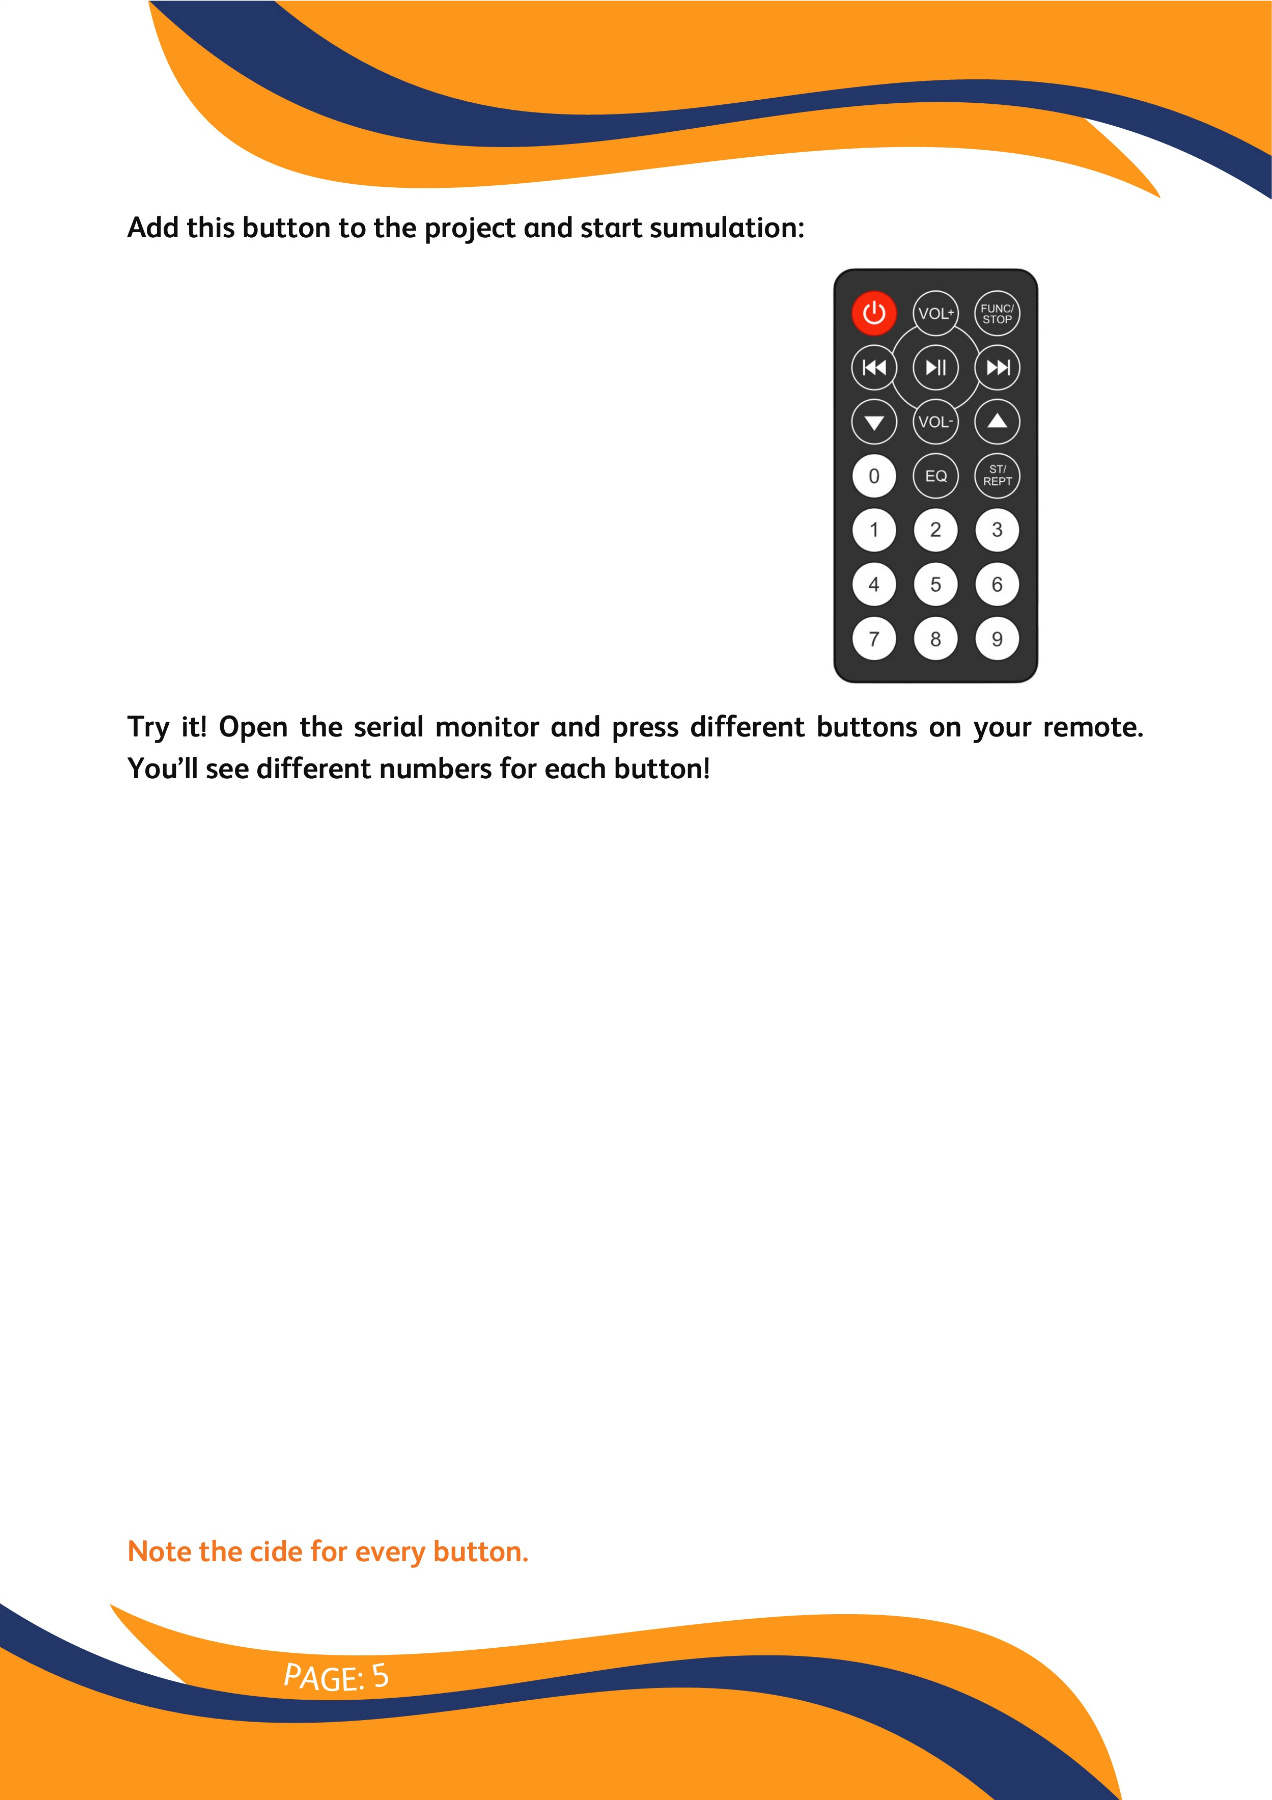 Add this button to the project and start sumulation:
VOL+
FUNC/
STOP
VOL-
0
EQ
ST/
REPT
1 2 3
4 5 6
7 8 9
Try it! Open the serial monitor and press different buttons on your remote.
You’ll see different numbers for each button!
Note the cide for every button.
PAGE: 5